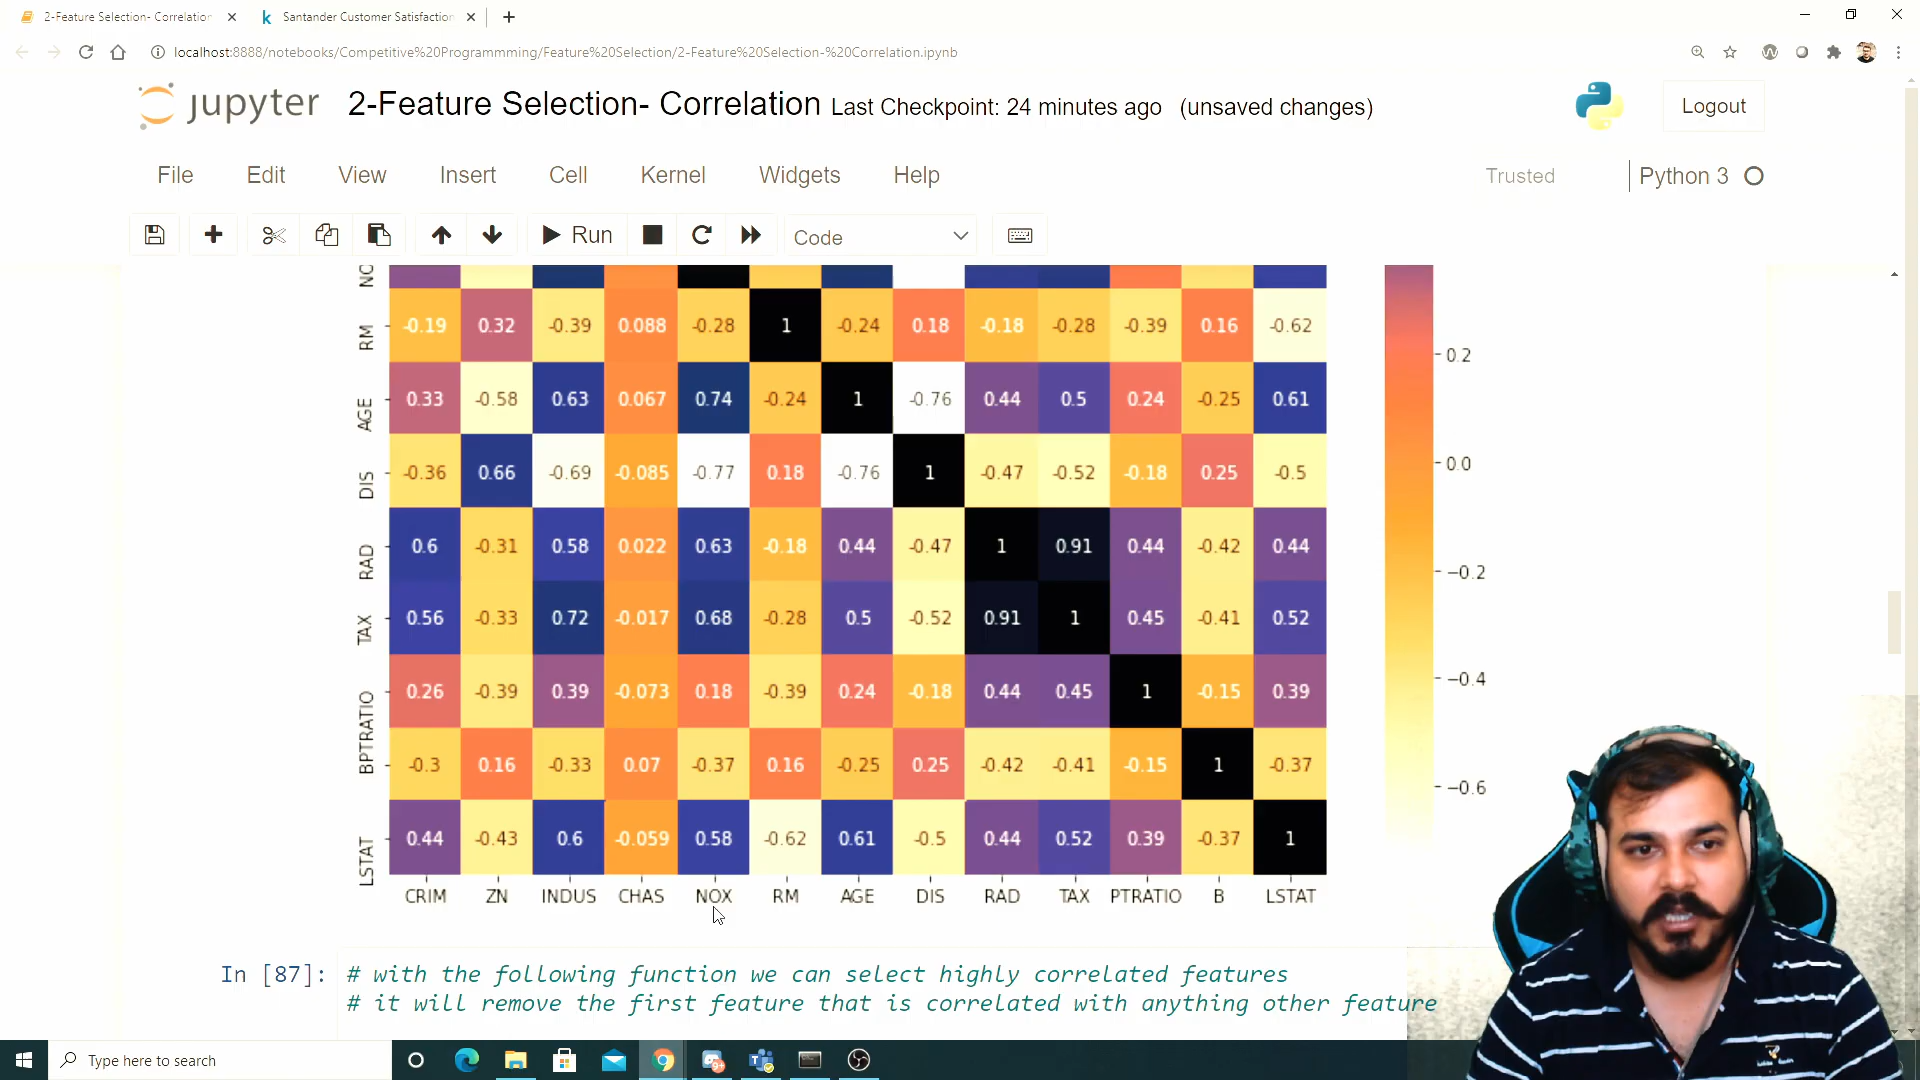 2-Feature Selection- Correlation
Santander Customer Satisfaction
localhost:8888/notebooks/Competitive%20Programmming/Feature%20Selection/2-Feature%20Selection-%20Correlation.ipynb
jupyter 2-Feature Selection- Correlation Last Checkpoint: 24 minutes ago (unsaved changes) Logout
File Edit View Insert Cell Kernel Widgets Help Trusted Python 3
Run Code
RM -0.19 0.32 -0.39 0.088 -0.28 1 -0.24 0.18 -0.18 -0.28 -0.39 0.16 -0.62
0.2
AGE 0.33 -0.58 0.63 0.067 0.74 -0.24 1 -0.76 0.44 0.5 0.24 -0.25 0.61
0.0
DIS -0.36 0.66 -0.69 -0.085 -0.77 0.18 -0.76 1 -0.47 -0.52 -0.18 0.25 -0.5
RAD 0.6 -0.31 0.58 0.022 0.63 -0.18 0.44 -0.47 1 0.91 0.44 -0.42 0.44
-0.2
TAX 0.56 -0.33 0.72 -0.017 0.68 -0.28 0.5 -0.52 0.91 1 0.45 -0.41 0.52
-0.4
PTRATIO 0.26 -0.39 0.39 -0.073 0.18 -0.39 0.24 -0.18 0.44 0.45 1 -0.15 0.39
B -0.3 0.16 -0.33 0.07 -0.37 0.16 -0.25 0.25 -0.42 -0.41 -0.15 1 -0.37
-0.6
LSTAT 0.44 -0.43 0.6 -0.059 0.58 -0.62 0.61 -0.5 0.44 0.52 0.39 -0.37 1
CRIM ZN INDUS CHAS NOX RM AGE DIS RAD TAX PTRATIO B LSTAT
In [87]: # with the following function we can select highly correlated features
# it will remove the first feature that is correlated with anything other feature
Type here to search